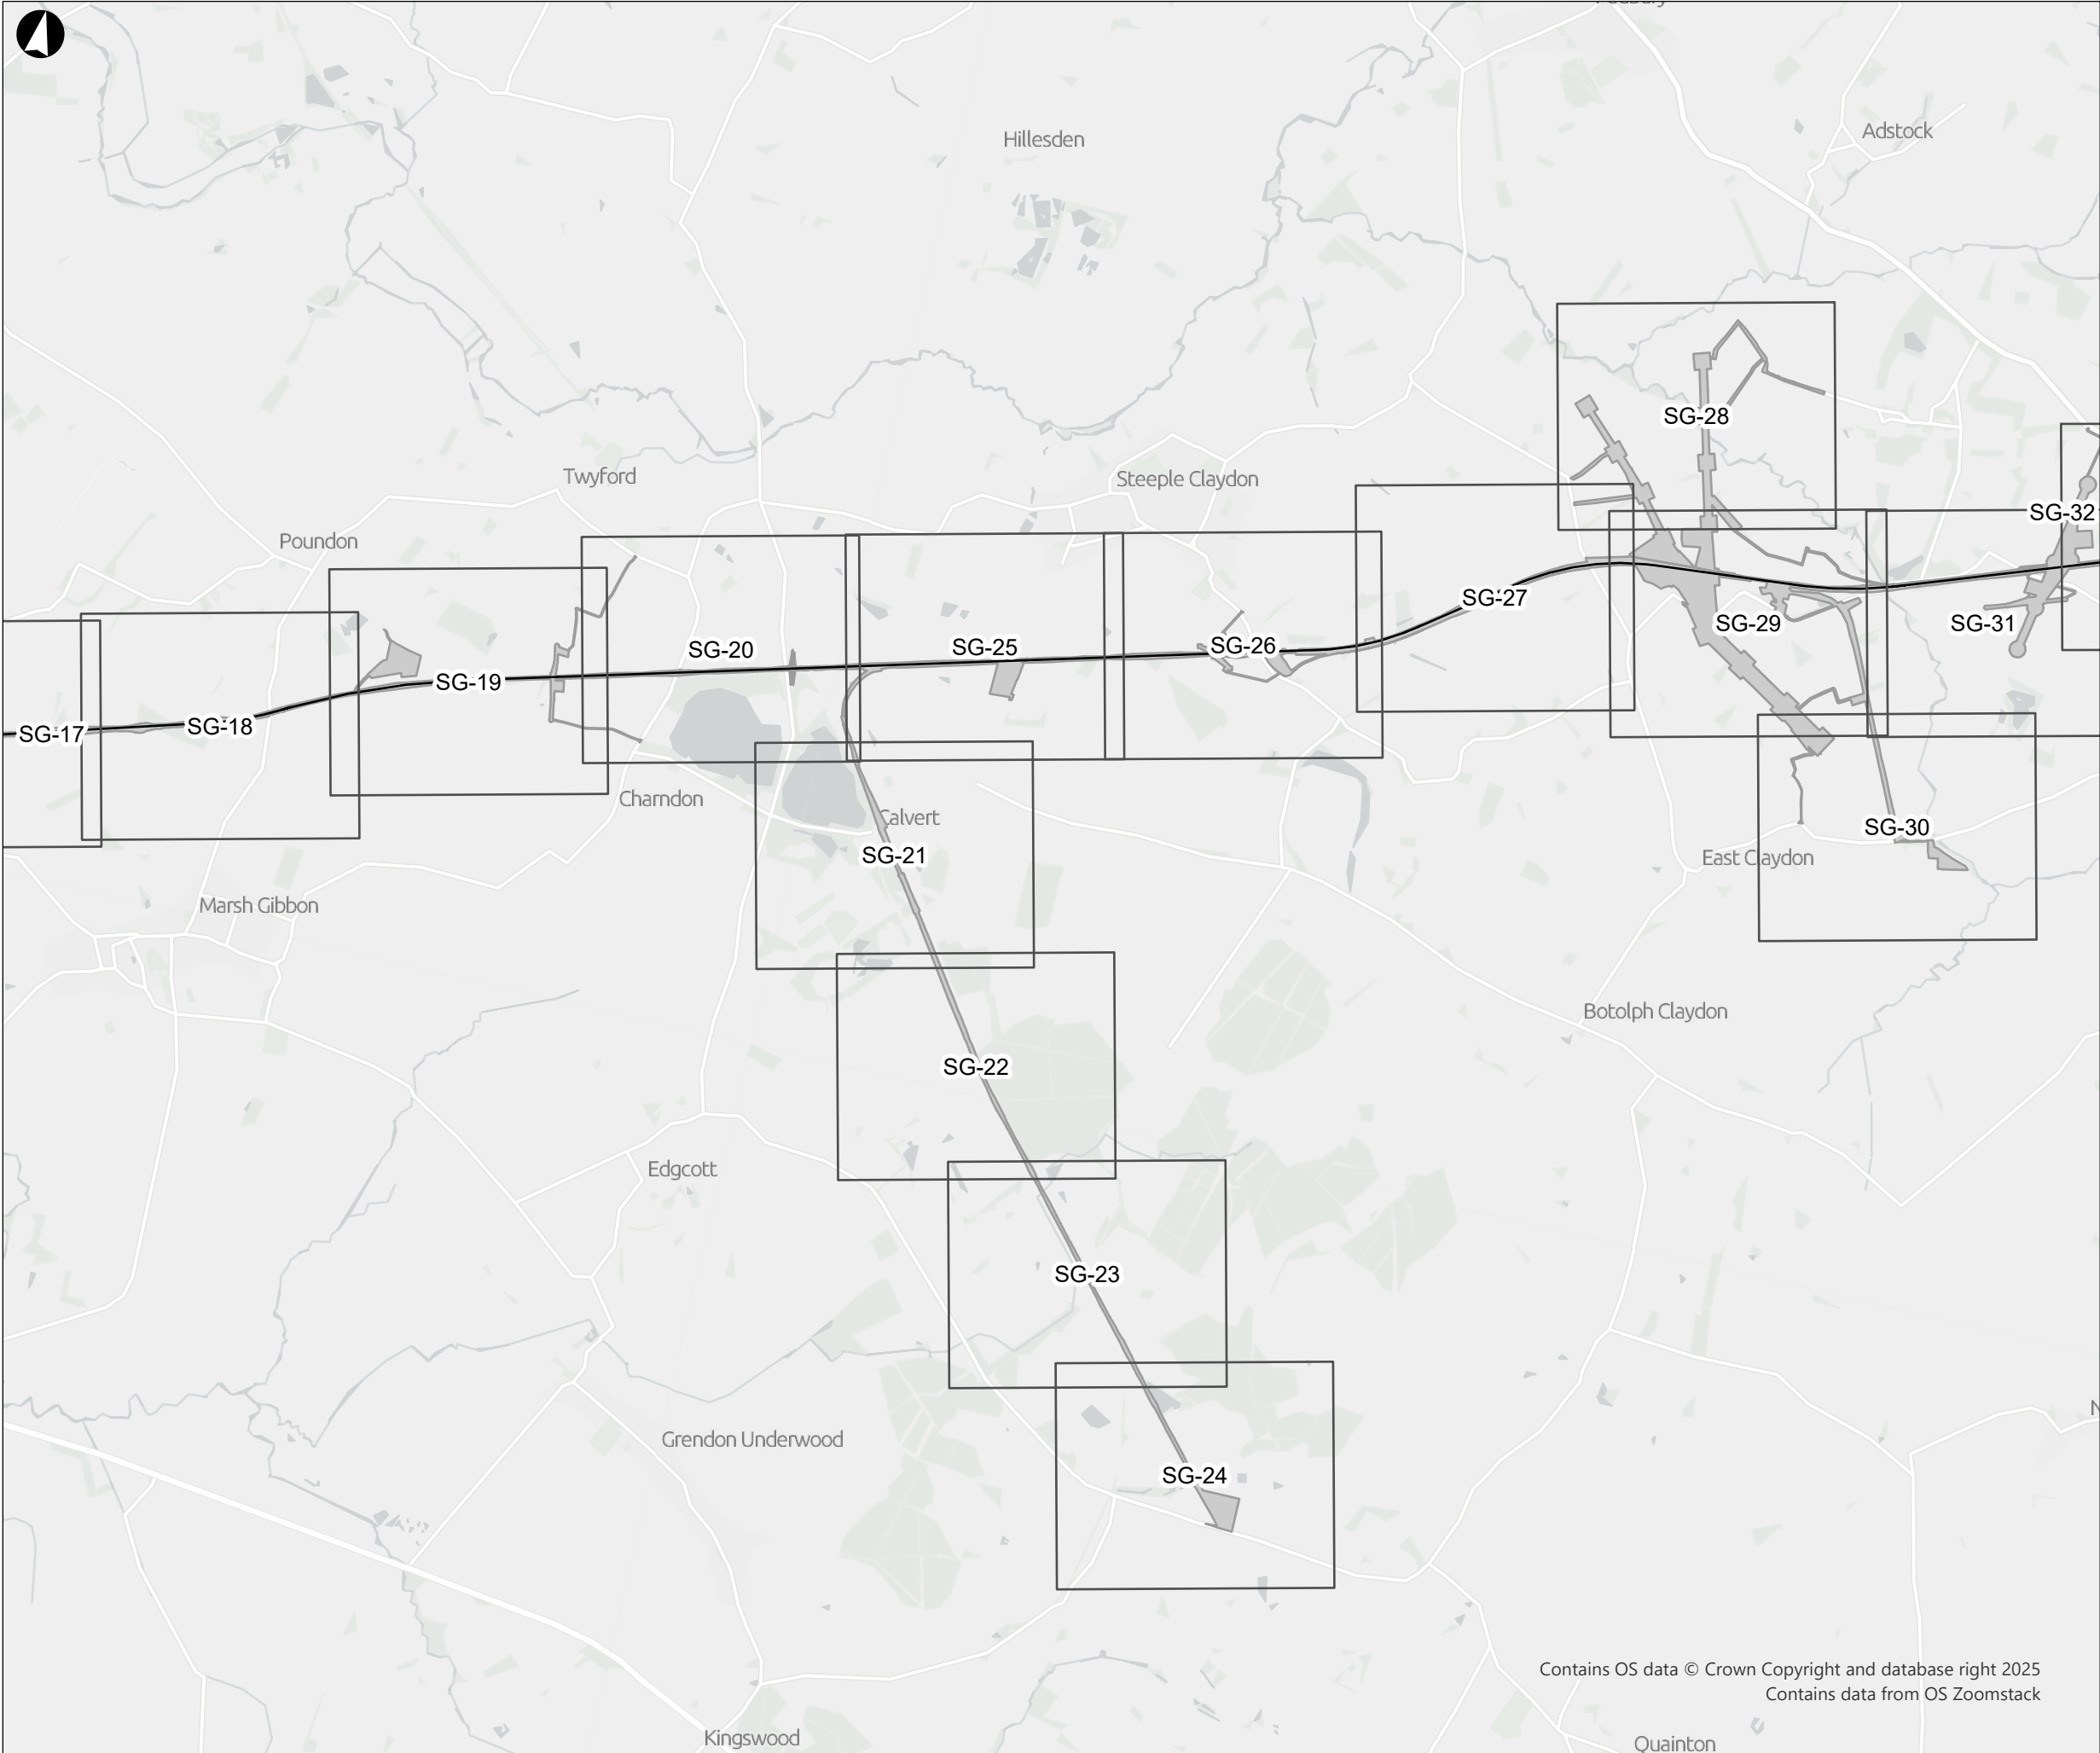 Adstock
Hillesden
SG-28
Twyford
Steeple Claydon
SG-32
Poundon
SG-27
SG-29
SG-31
SG-26
SG-25
SG-20
SG-19
SG-18
SG-17
Charndon
Calvert
SG-30
SG-21
East Claydon
Marsh Gibbon
Botolph Claydon
SG-22
Edgcott
SG-23
N
Grendon Underwood
SG-24
Contains OS data © Crown Copyright and database right 2025
Contains data from OS Zoomstack
Kingswood
Quainton